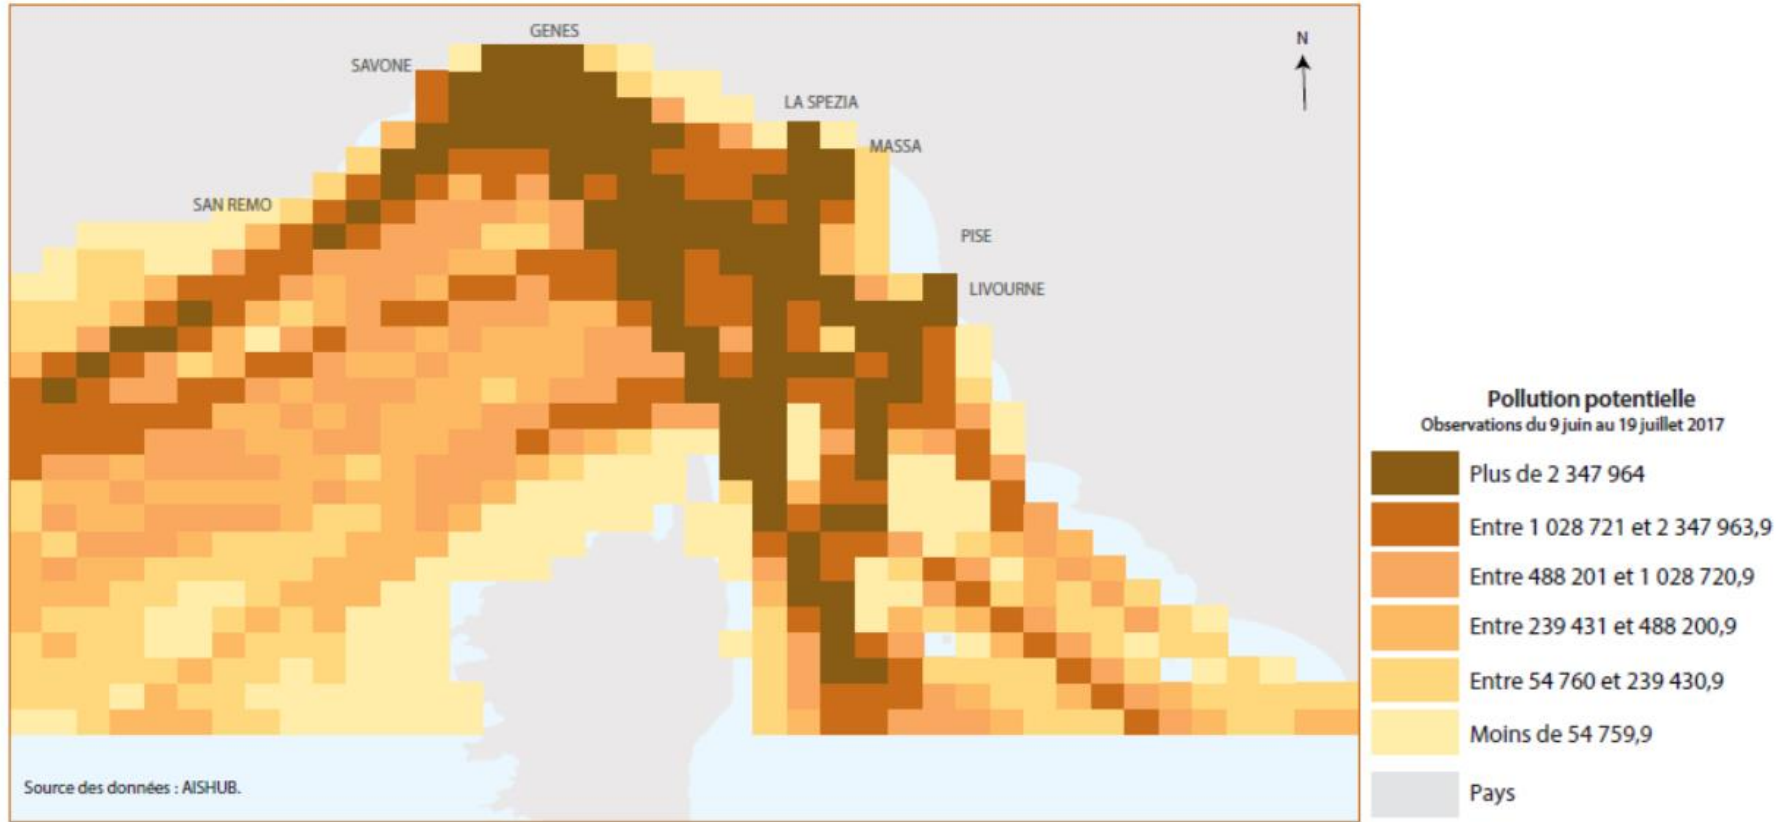 GENES
N
SAVONE
LA SPEZIA
MASSA
SAN REMO
PISE
LIVOURNE
Source des données : AISHUB.
Pollution potentielle
Observations du 9 juin au 19 juillet 2017
Plus de 2 347 964
Entre 1 028 721 et 2 347 963,9
Entre 488 201 et 1 028 720,9
Entre 239 431 et 488 200,9
Entre 54 760 et 239 430,9
Moins de 54 759,9
Pays